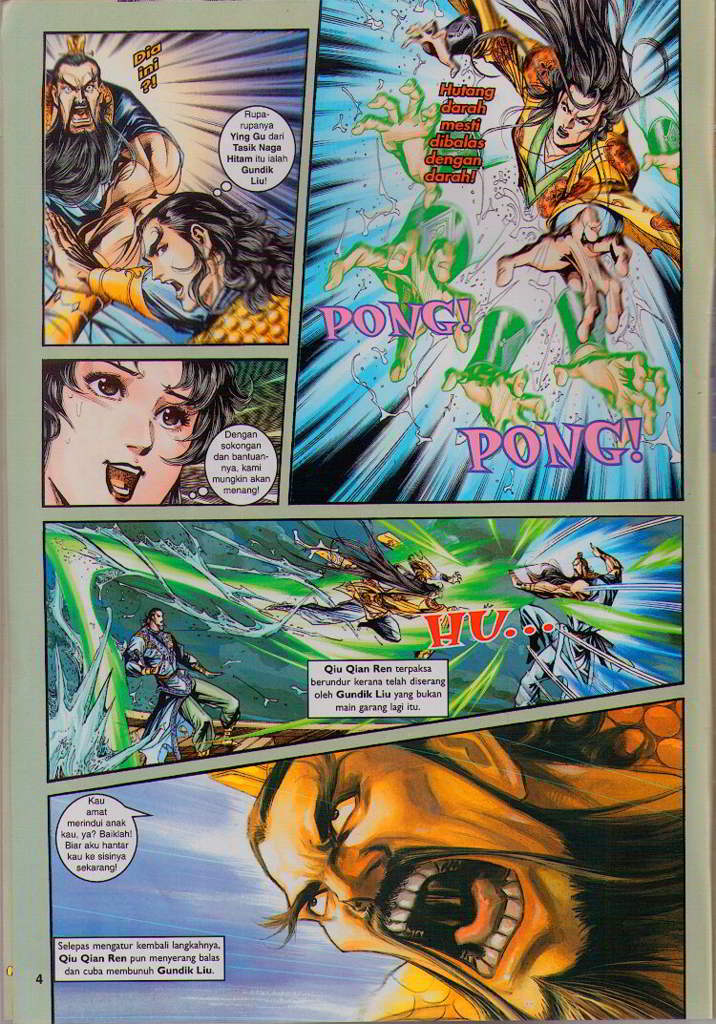 Dia
ini
?!
Rupa-
rupanya
Ying Gu dari
Tasik Naga
Hitam itu ialah
Gundik
Liu!
Hutang
darah
mesti
dibalas
dengan
darah!
PONG!
PONG!
Dengan
sokongan
dan bantuan-
nya, kami
mungkin akan
menang!
HU...
Qiu Qian Ren terpaksa
berundur kerana telah diserang
oleh Gundik Liu yang bukan
main garang lagi itu.
Kau
amat
merindui anak
kau, ya? Baiklah!
Biar aku hantar
kau ke sisinya
sekarang!
Selepas mengatur kembali langkahnya,
Qiu Qian Ren pun menyerang balas
dan cuba membunuh Gundik Liu.
4